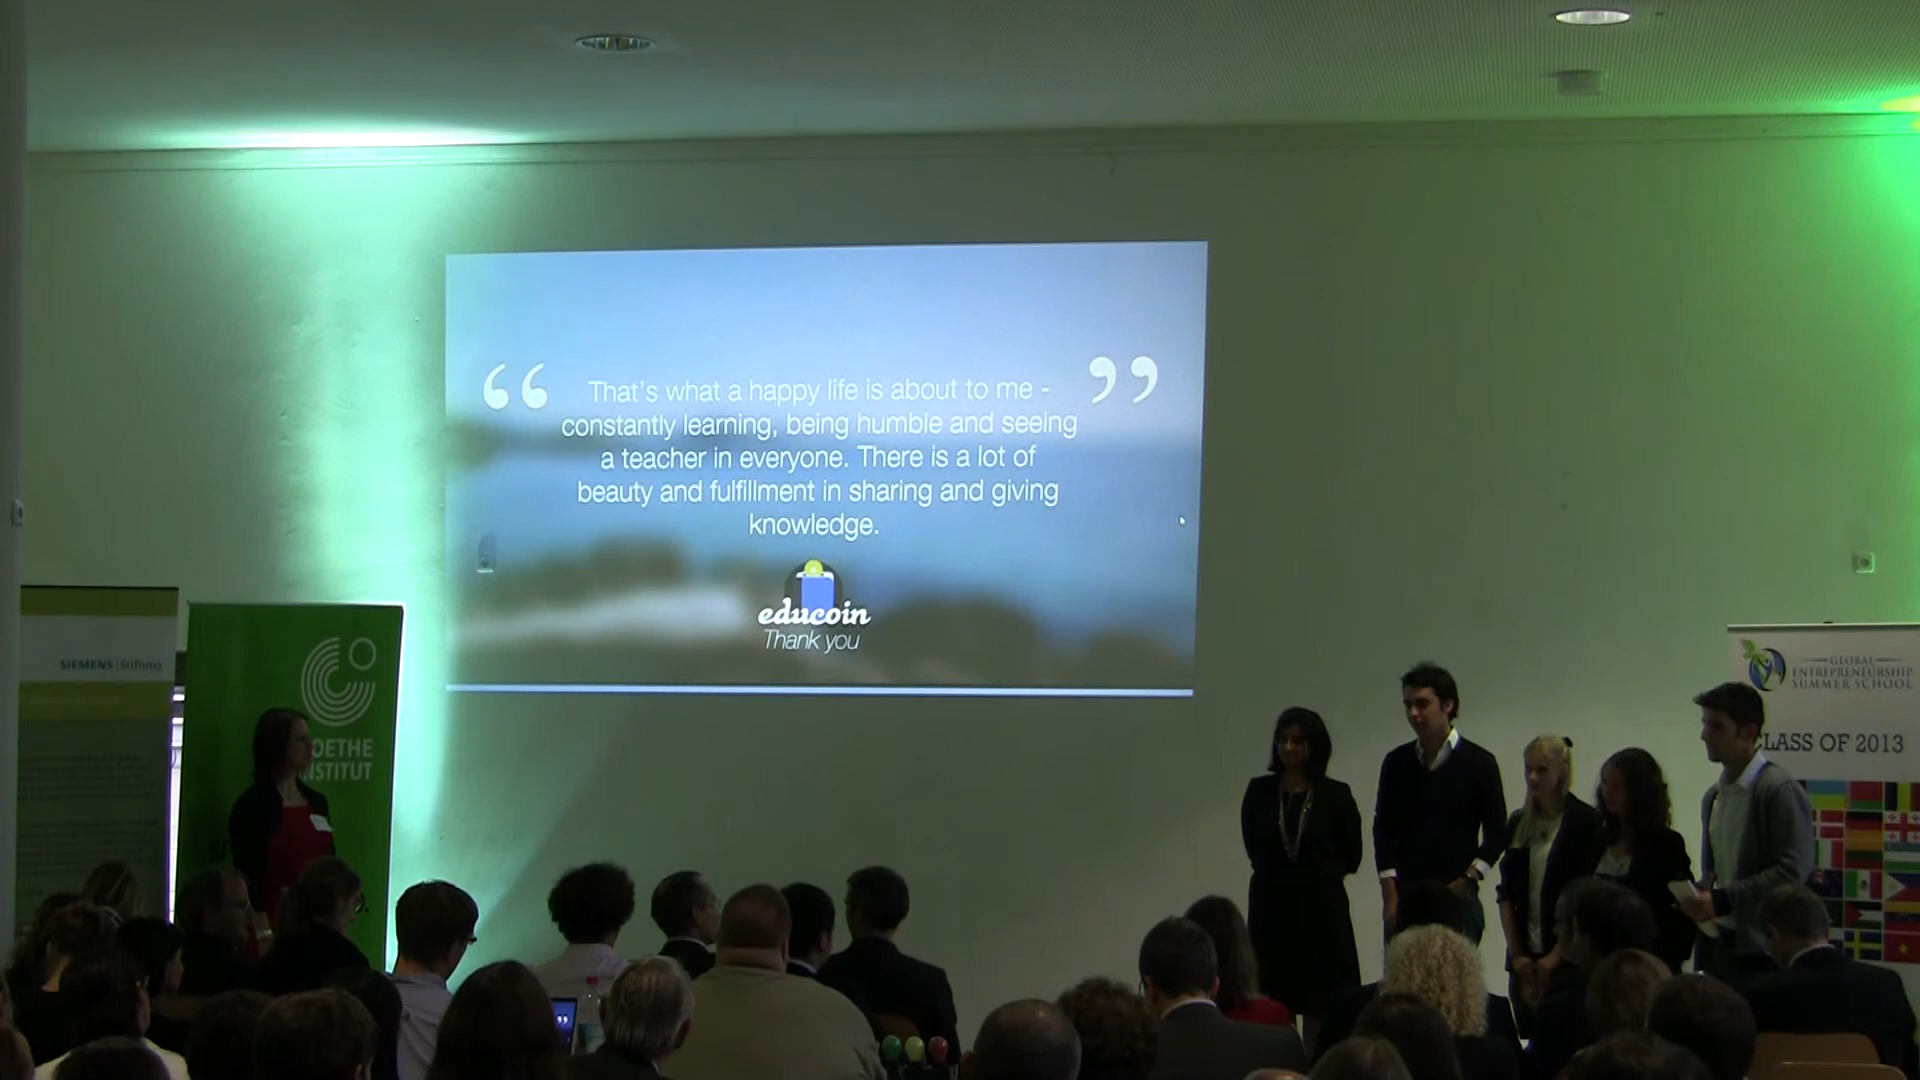 “ That's what a happy life is about to me - ”
constantly learning, being humble and seeing
a teacher in everyone. There is a lot of
beauty and fulfillment in sharing and giving
knowledge.
educoin
Thank you
SIEMENS | Stiftung
OETHE
NSTITUT
GLOBAL
ENTREPRENEURSHIP
SUMMER SCHOOL
CLASS OF 2013